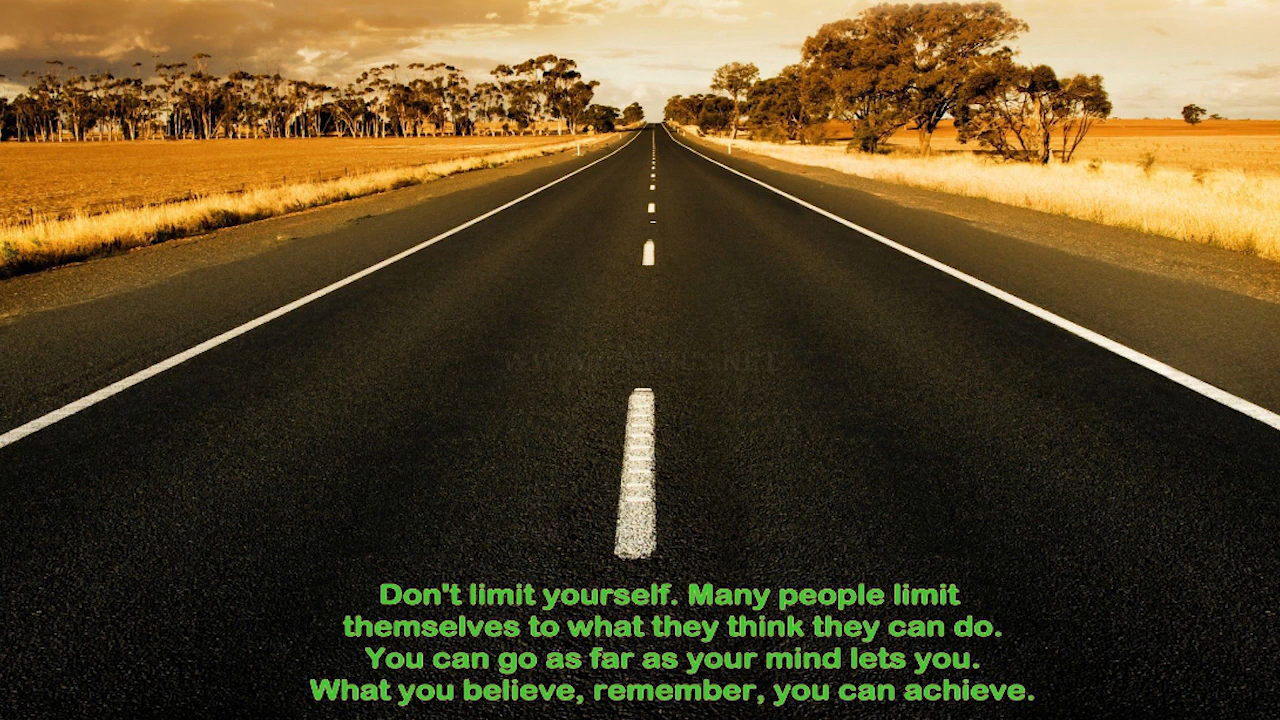 Don't limit yourself. Many people limit
themselves to what they think they can do.
You can go as far as your mind lets you.
What you believe, remember, you can achieve.